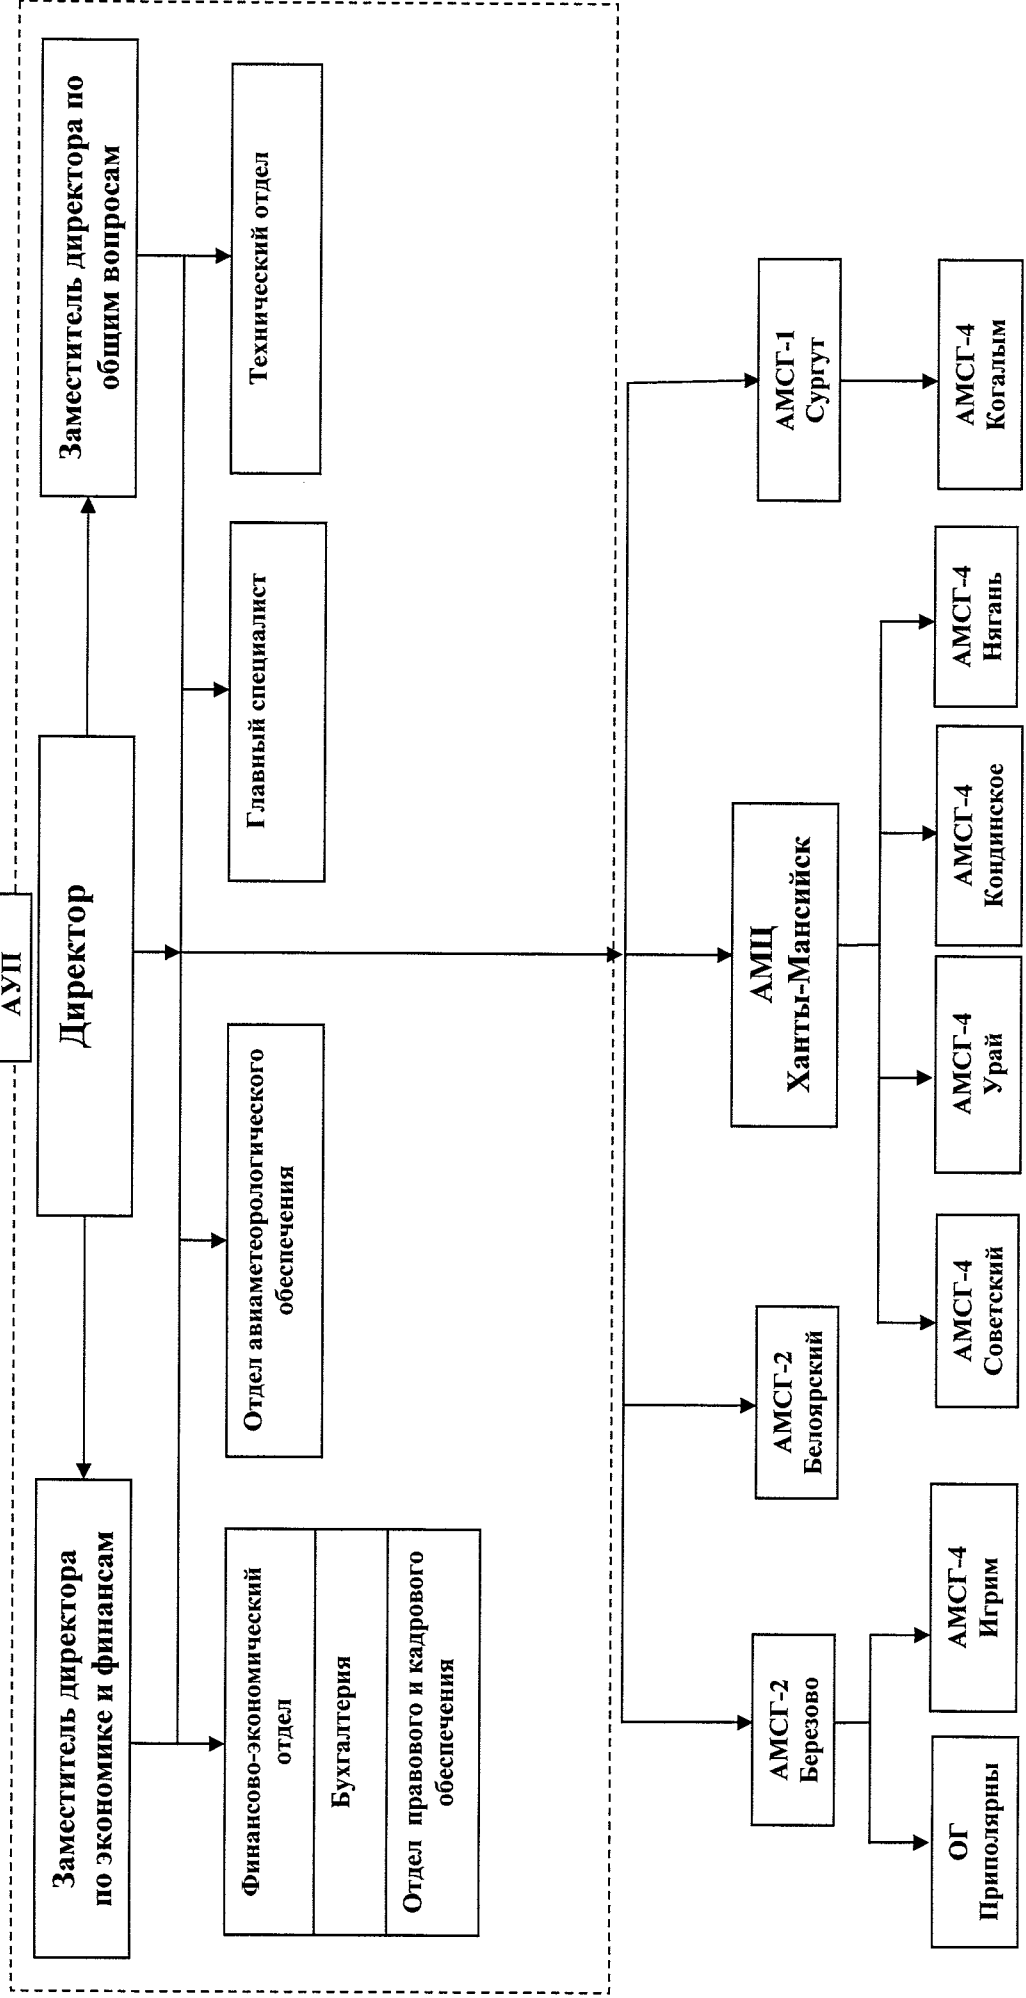 АУП
Заместитель директора
по экономике и финансам
Директор
Заместитель директора по
общим вопросам
Финансово-экономический
отдел
Бухгалтерия
Отдел правового и кадрового
обеспечения
Отдел авиаметеорологического
обеспечения
Главный специалист
Технический отдел
АМСГ-2
Березово
АМСГ-2
Белоярский
АМЦ
Ханты-Мансийск
АМСГ-1
Сургут
ОГ
Приполярны
АМСГ-4
Игрим
АМСГ-4
Советский
АМСГ-4
Урай
АМСГ-4
Кондинское
АМСГ-4
Нягань
АМСГ-4
Когалым